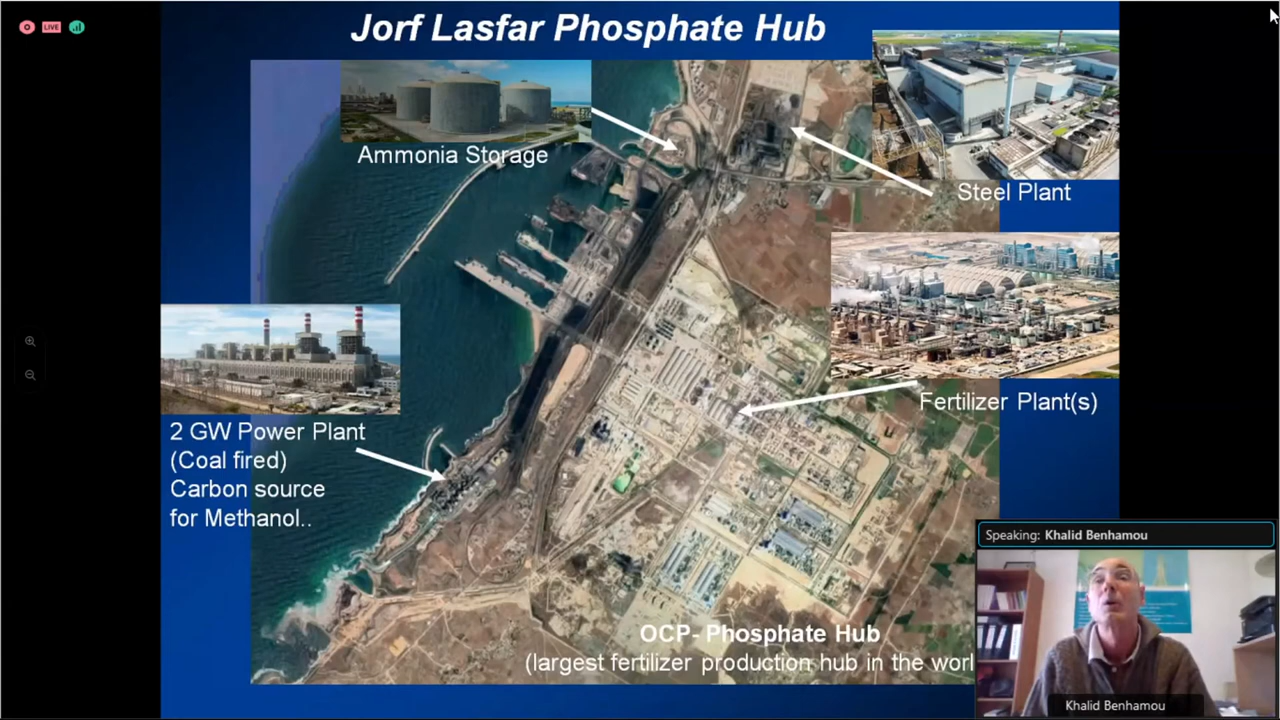 LIVE
Jorf Lasfar Phosphate Hub
Ammonia Storage
Steel Plant
Fertilizer Plant(s)
2 GW Power Plant
(Coal fired)
Carbon source
for Methanol..
OCP- Phosphate Hub
(largest fertilizer production hub in the worl
Speaking: Khalid Benhamou
Khalid Benhamou